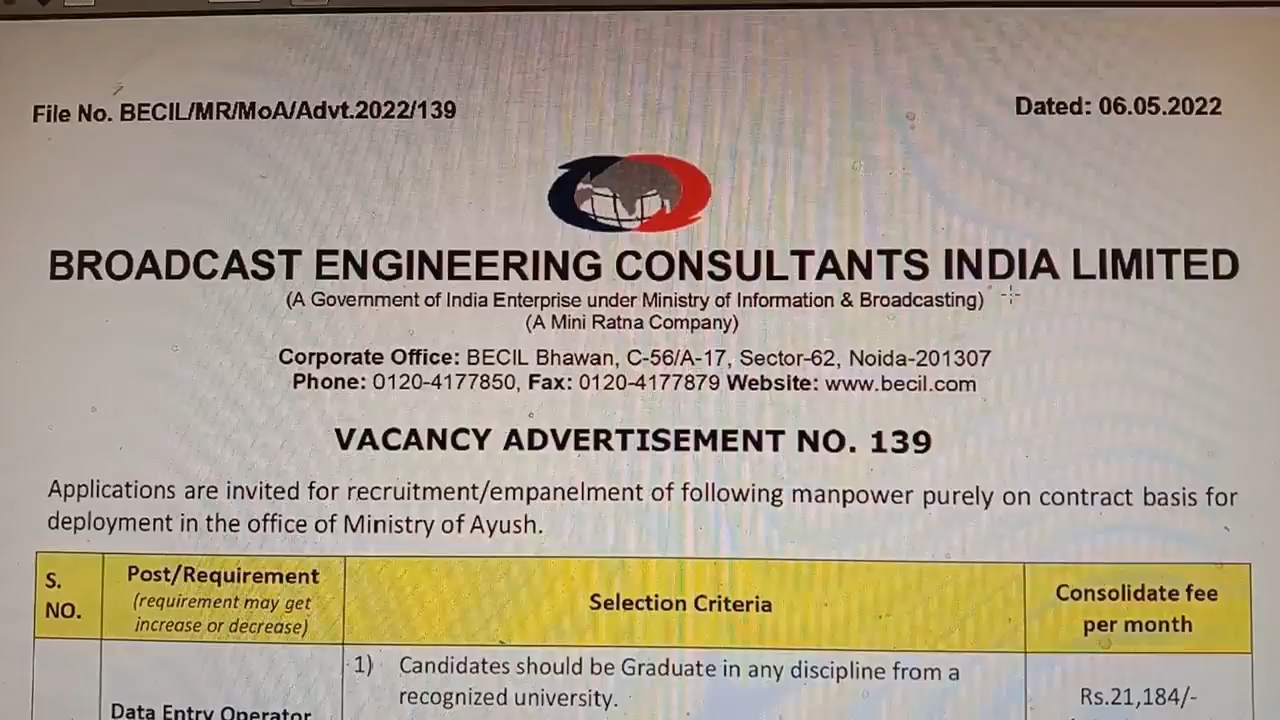 File No. BECIL/MR/MoA/Advt.2022/139
Dated: 06.05.2022
BROADCAST ENGINEERING CONSULTANTS INDIA LIMITED
(A Government of India Enterprise under Ministry of Information & Broadcasting)
(A Mini Ratna Company)
Corporate Office: BECIL Bhawan, C-56/A-17, Sector-62, Noida-201307
Phone: 0120-4177850, Fax: 0120-4177879 Website: www.becil.com
VACANCY ADVERTISEMENT NO. 139
Applications are invited for recruitment/empanelment of following manpower purely on contract basis for
deployment in the office of Ministry of Ayush.
S.
NO.
Post/Requirement
(requirement may get
increase or decrease)
Selection Criteria
Consolidate fee
per month
Data Entry Operator
1) Candidates should be Graduate in any discipline from a
recognized university.
Rs.21,184/-